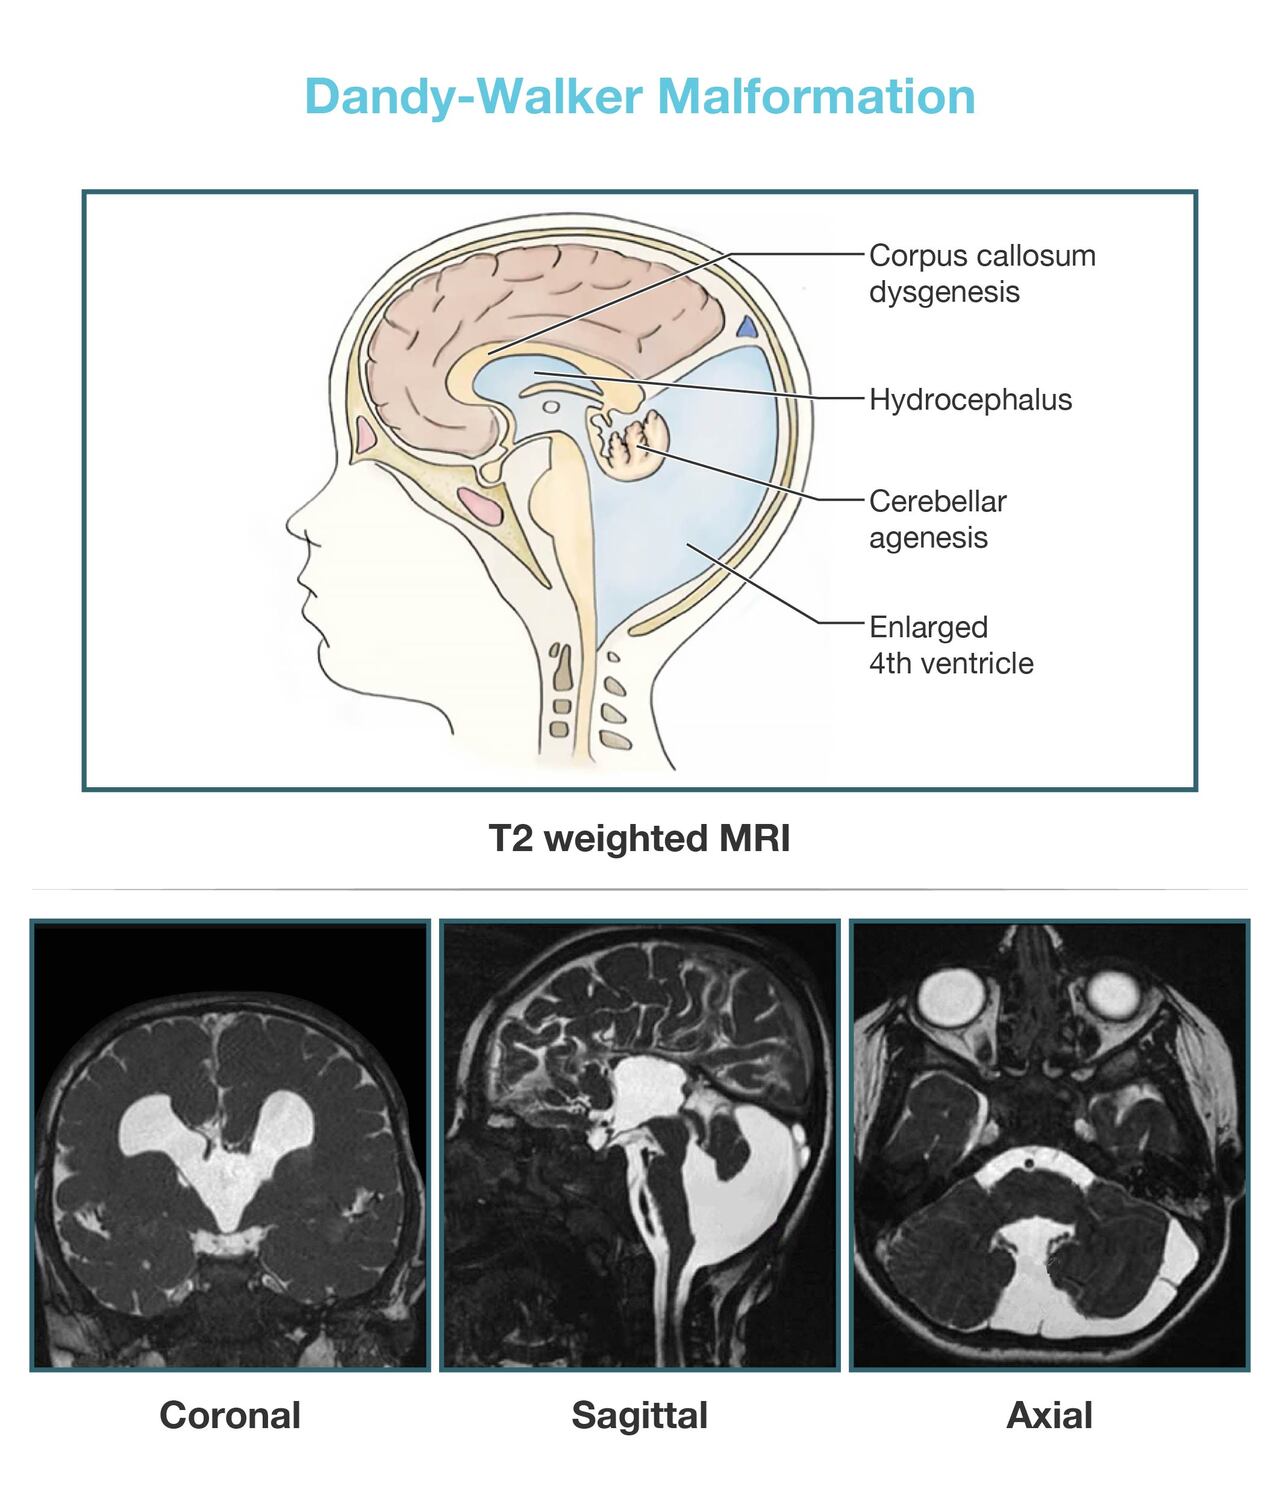 Dandy-Walker Malformation
Corpus callosum
dysgenesis
Hydrocephalus
Cerebellar
agenesis
Enlarged
4th ventricle
T2 weighted MRI
Coronal
Sagittal
Axial